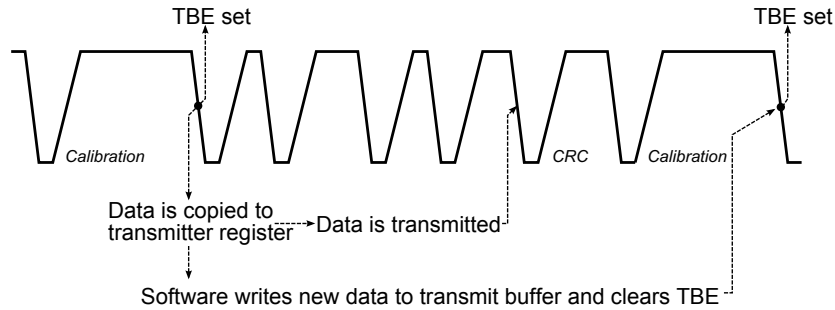 TBE set
TBE set
Calibration
CRC
Calibration
Data is copied to
transmitter register
Data is transmitted
Software writes new data to transmit buffer and clears TBE